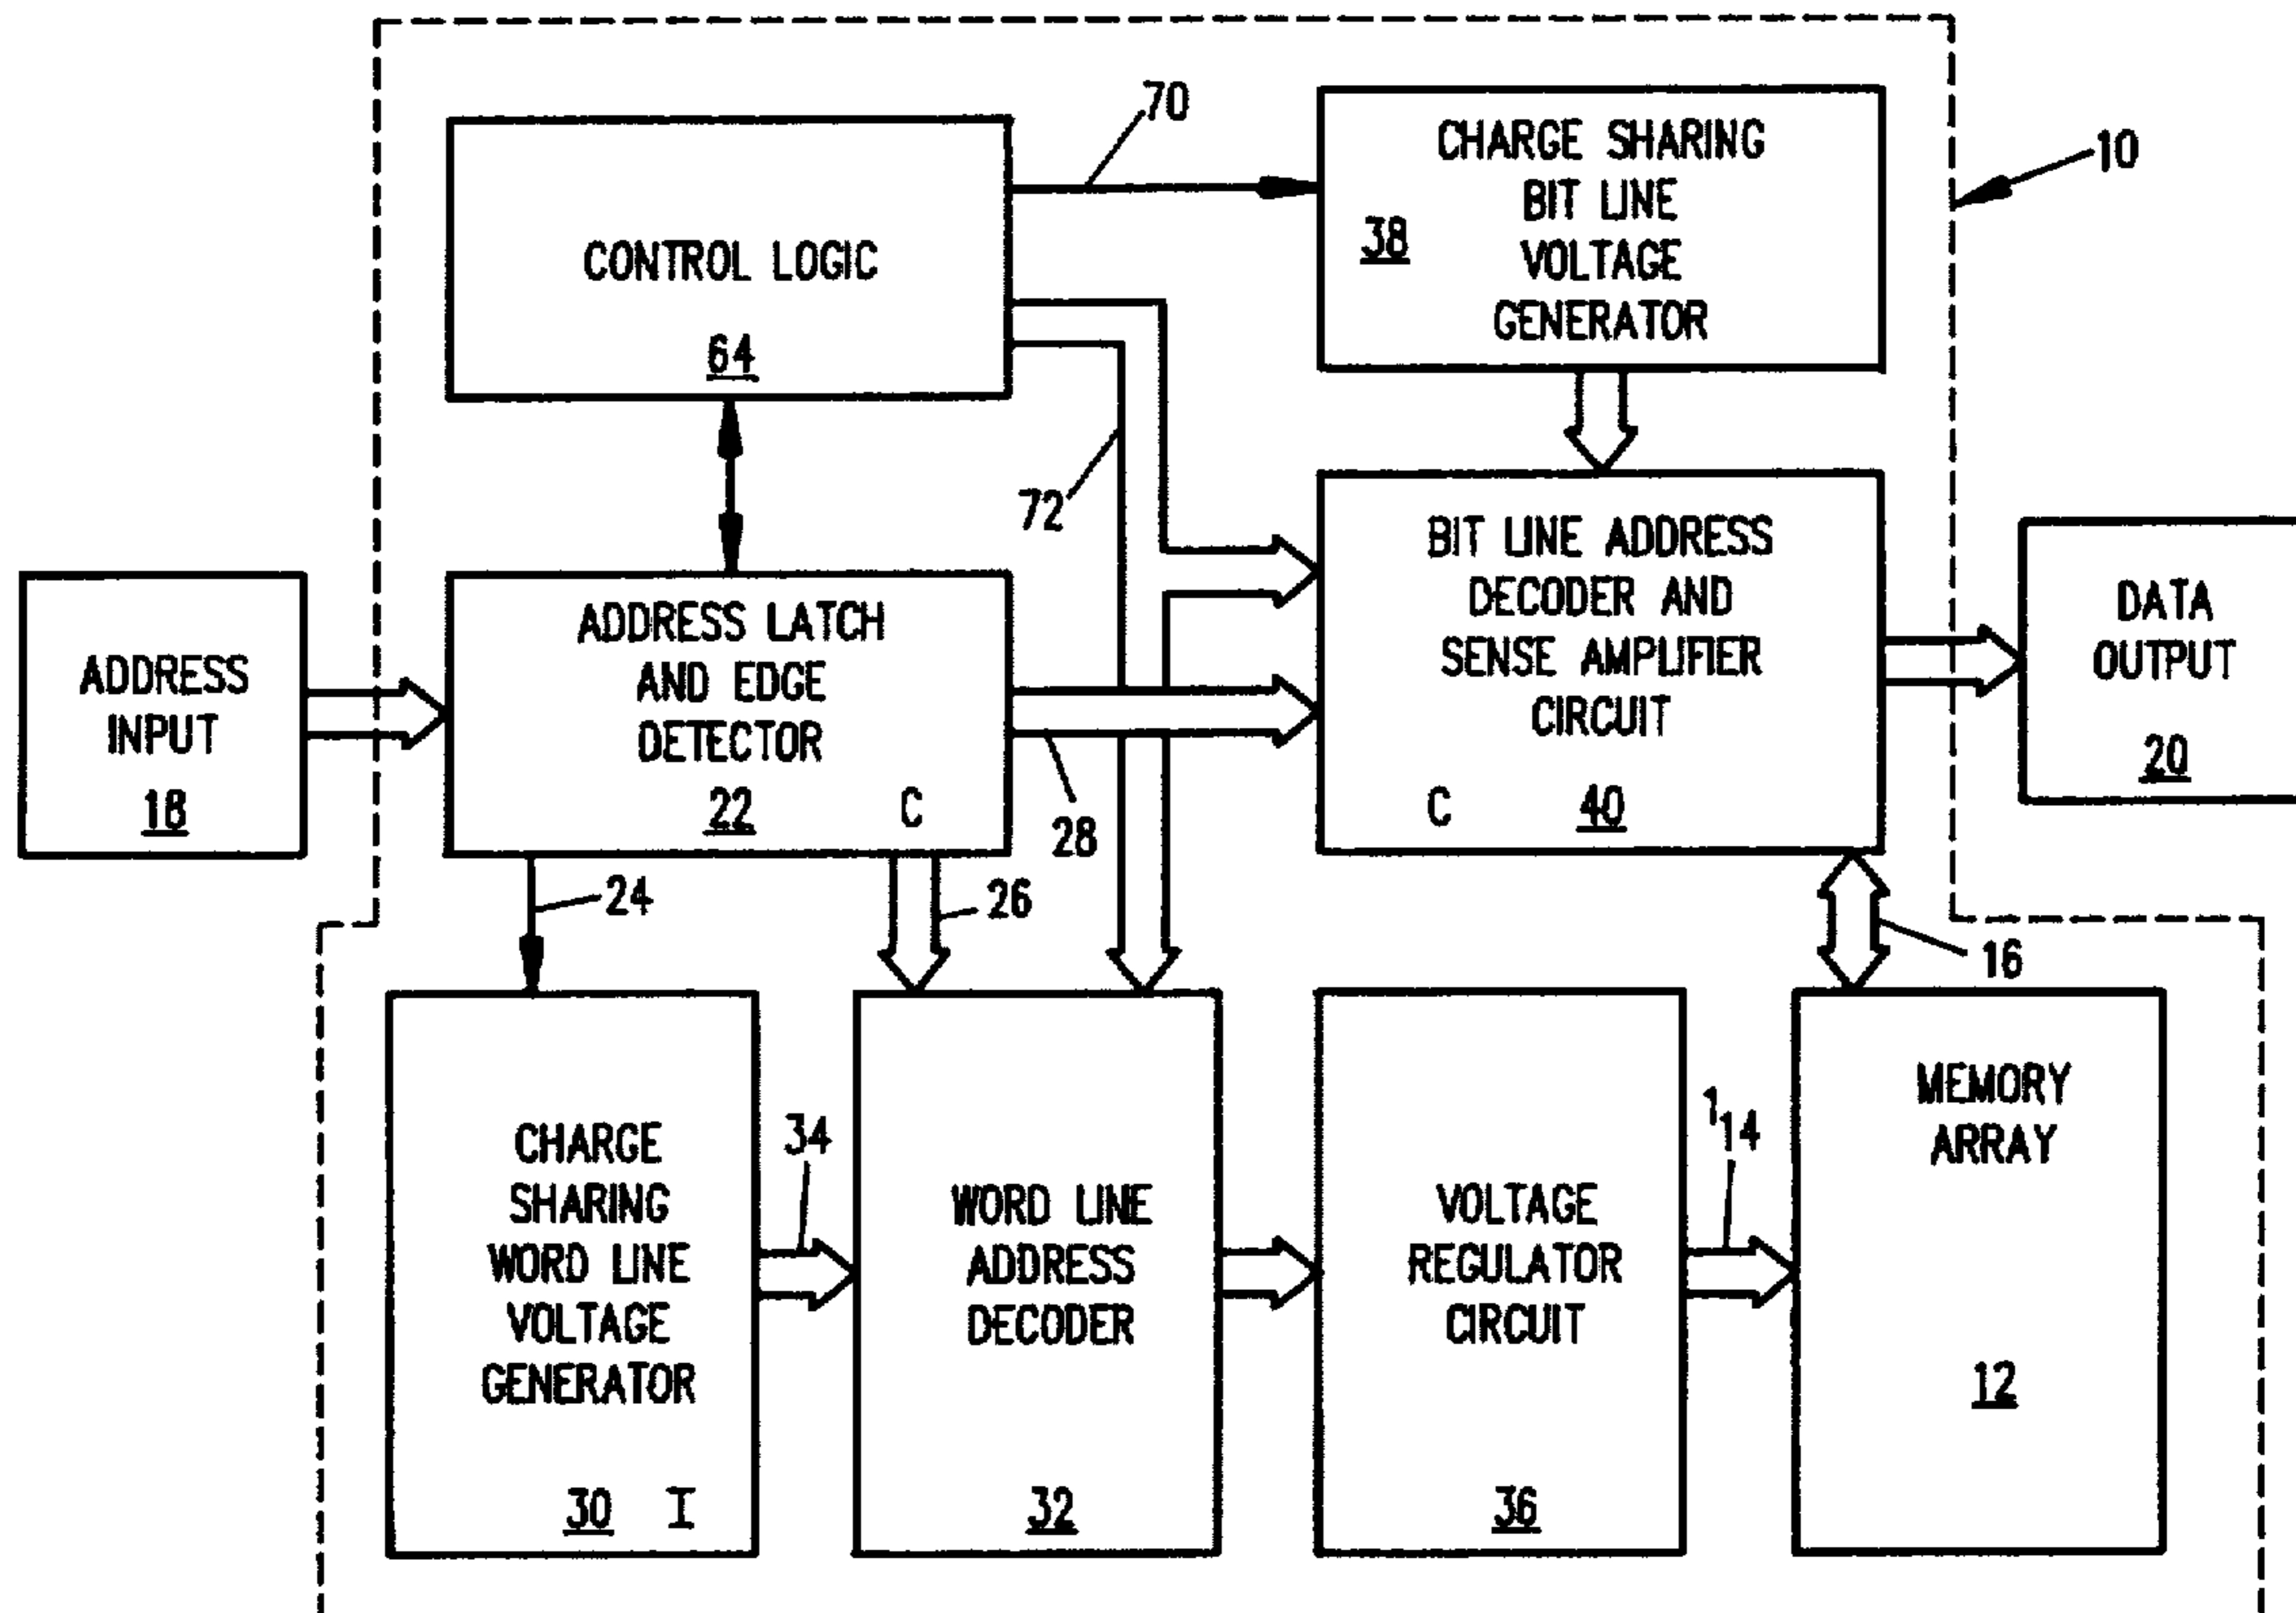 70
CHARGE SHARING
BIT LINE
VOLTAGE
GENERATOR
38
10
CONTROL LOGIC
64
72
ADDRESS
INPUT
18
ADDRESS LATCH
AND EDGE
DETECTOR
22 C
28
BIT LINE ADDRESS
DECODER AND
SENSE AMPLIFIER
CIRCUIT
C 40
DATA
OUTPUT
20
24
26
16
CHARGE
SHARING
WORD LINE
VOLTAGE
GENERATOR
30 I
34
WORD LINE
ADDRESS
DECODER
32
VOLTAGE
REGULATOR
CIRCUIT
36
114
MEMORY
ARRAY
12